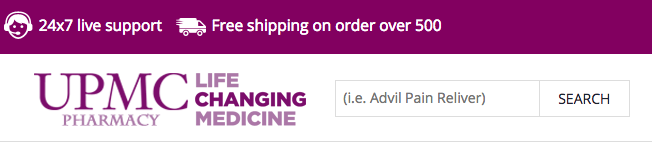 24x7 live support Free shipping on order over 500
UPMC LIFE
CHANGING
PHARMACY MEDICINE
(i.e. Advil Pain Reliver) SEARCH